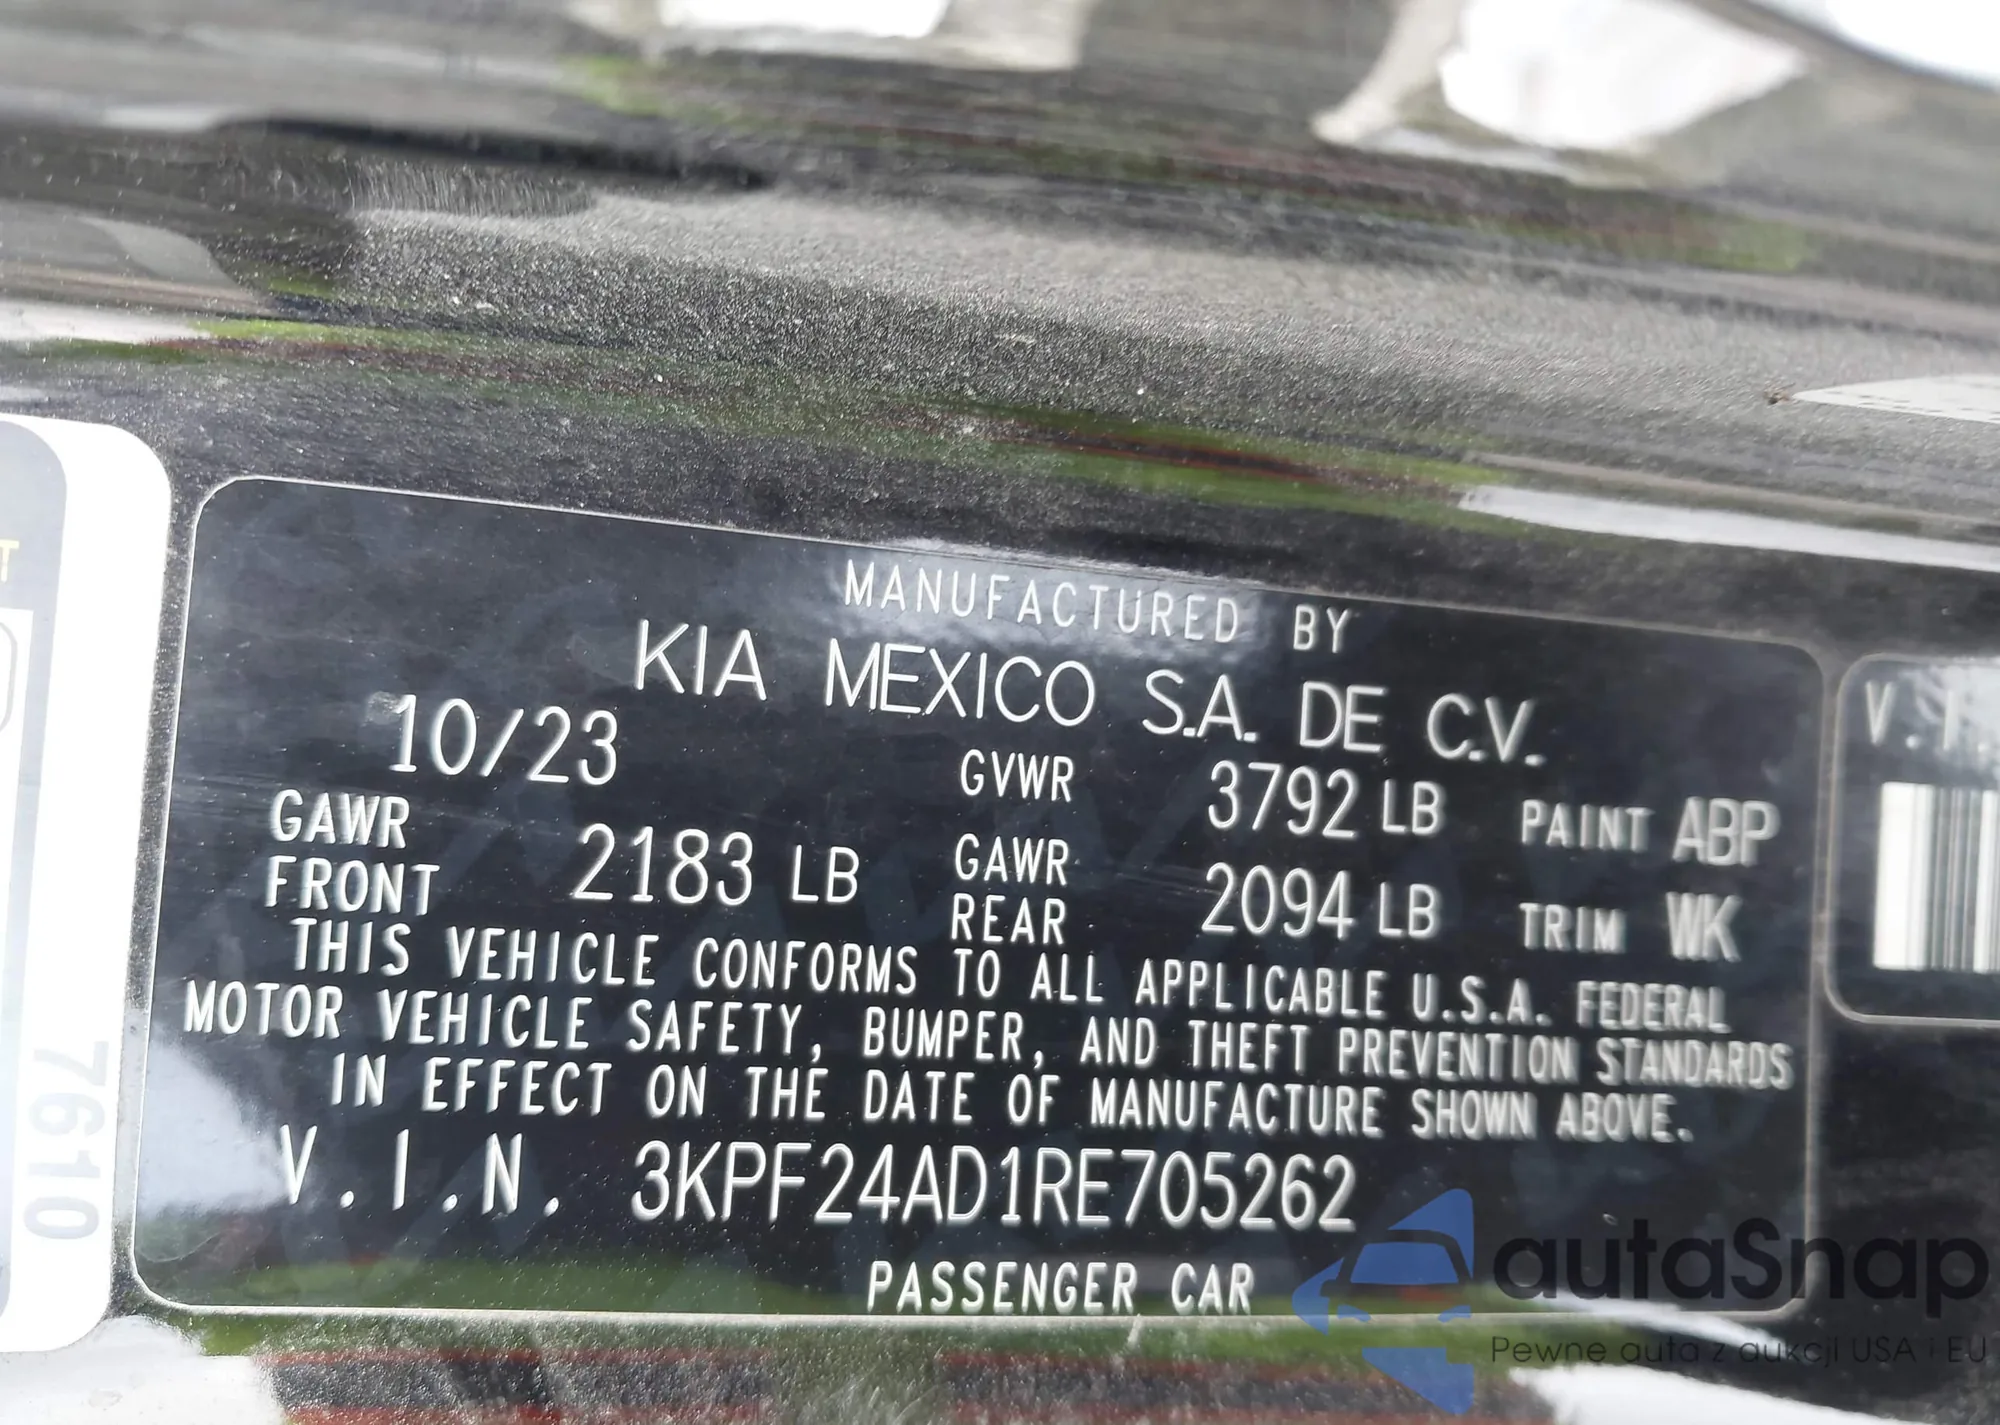 MANUFACTURED BY
KIA MEXICO S.A. DE C.V.
10/23 GVWR 3792 LB PAINT ABP
GAWR FRONT 2183 LB GAWR REAR 2094 LB TRIM WK
THIS VEHICLE CONFORMS TO ALL APPLICABLE U.S.A. FEDERAL
MOTOR VEHICLE SAFETY, BUMPER, AND THEFT PREVENTION STANDARDS
IN EFFECT ON THE DATE OF MANUFACTURE SHOWN ABOVE.
V.I.N. 3KPF24AD1RE705262
PASSENGER CAR
V.I.
T
7610
autaSnap
Pewne auta z aukcji USA i EU